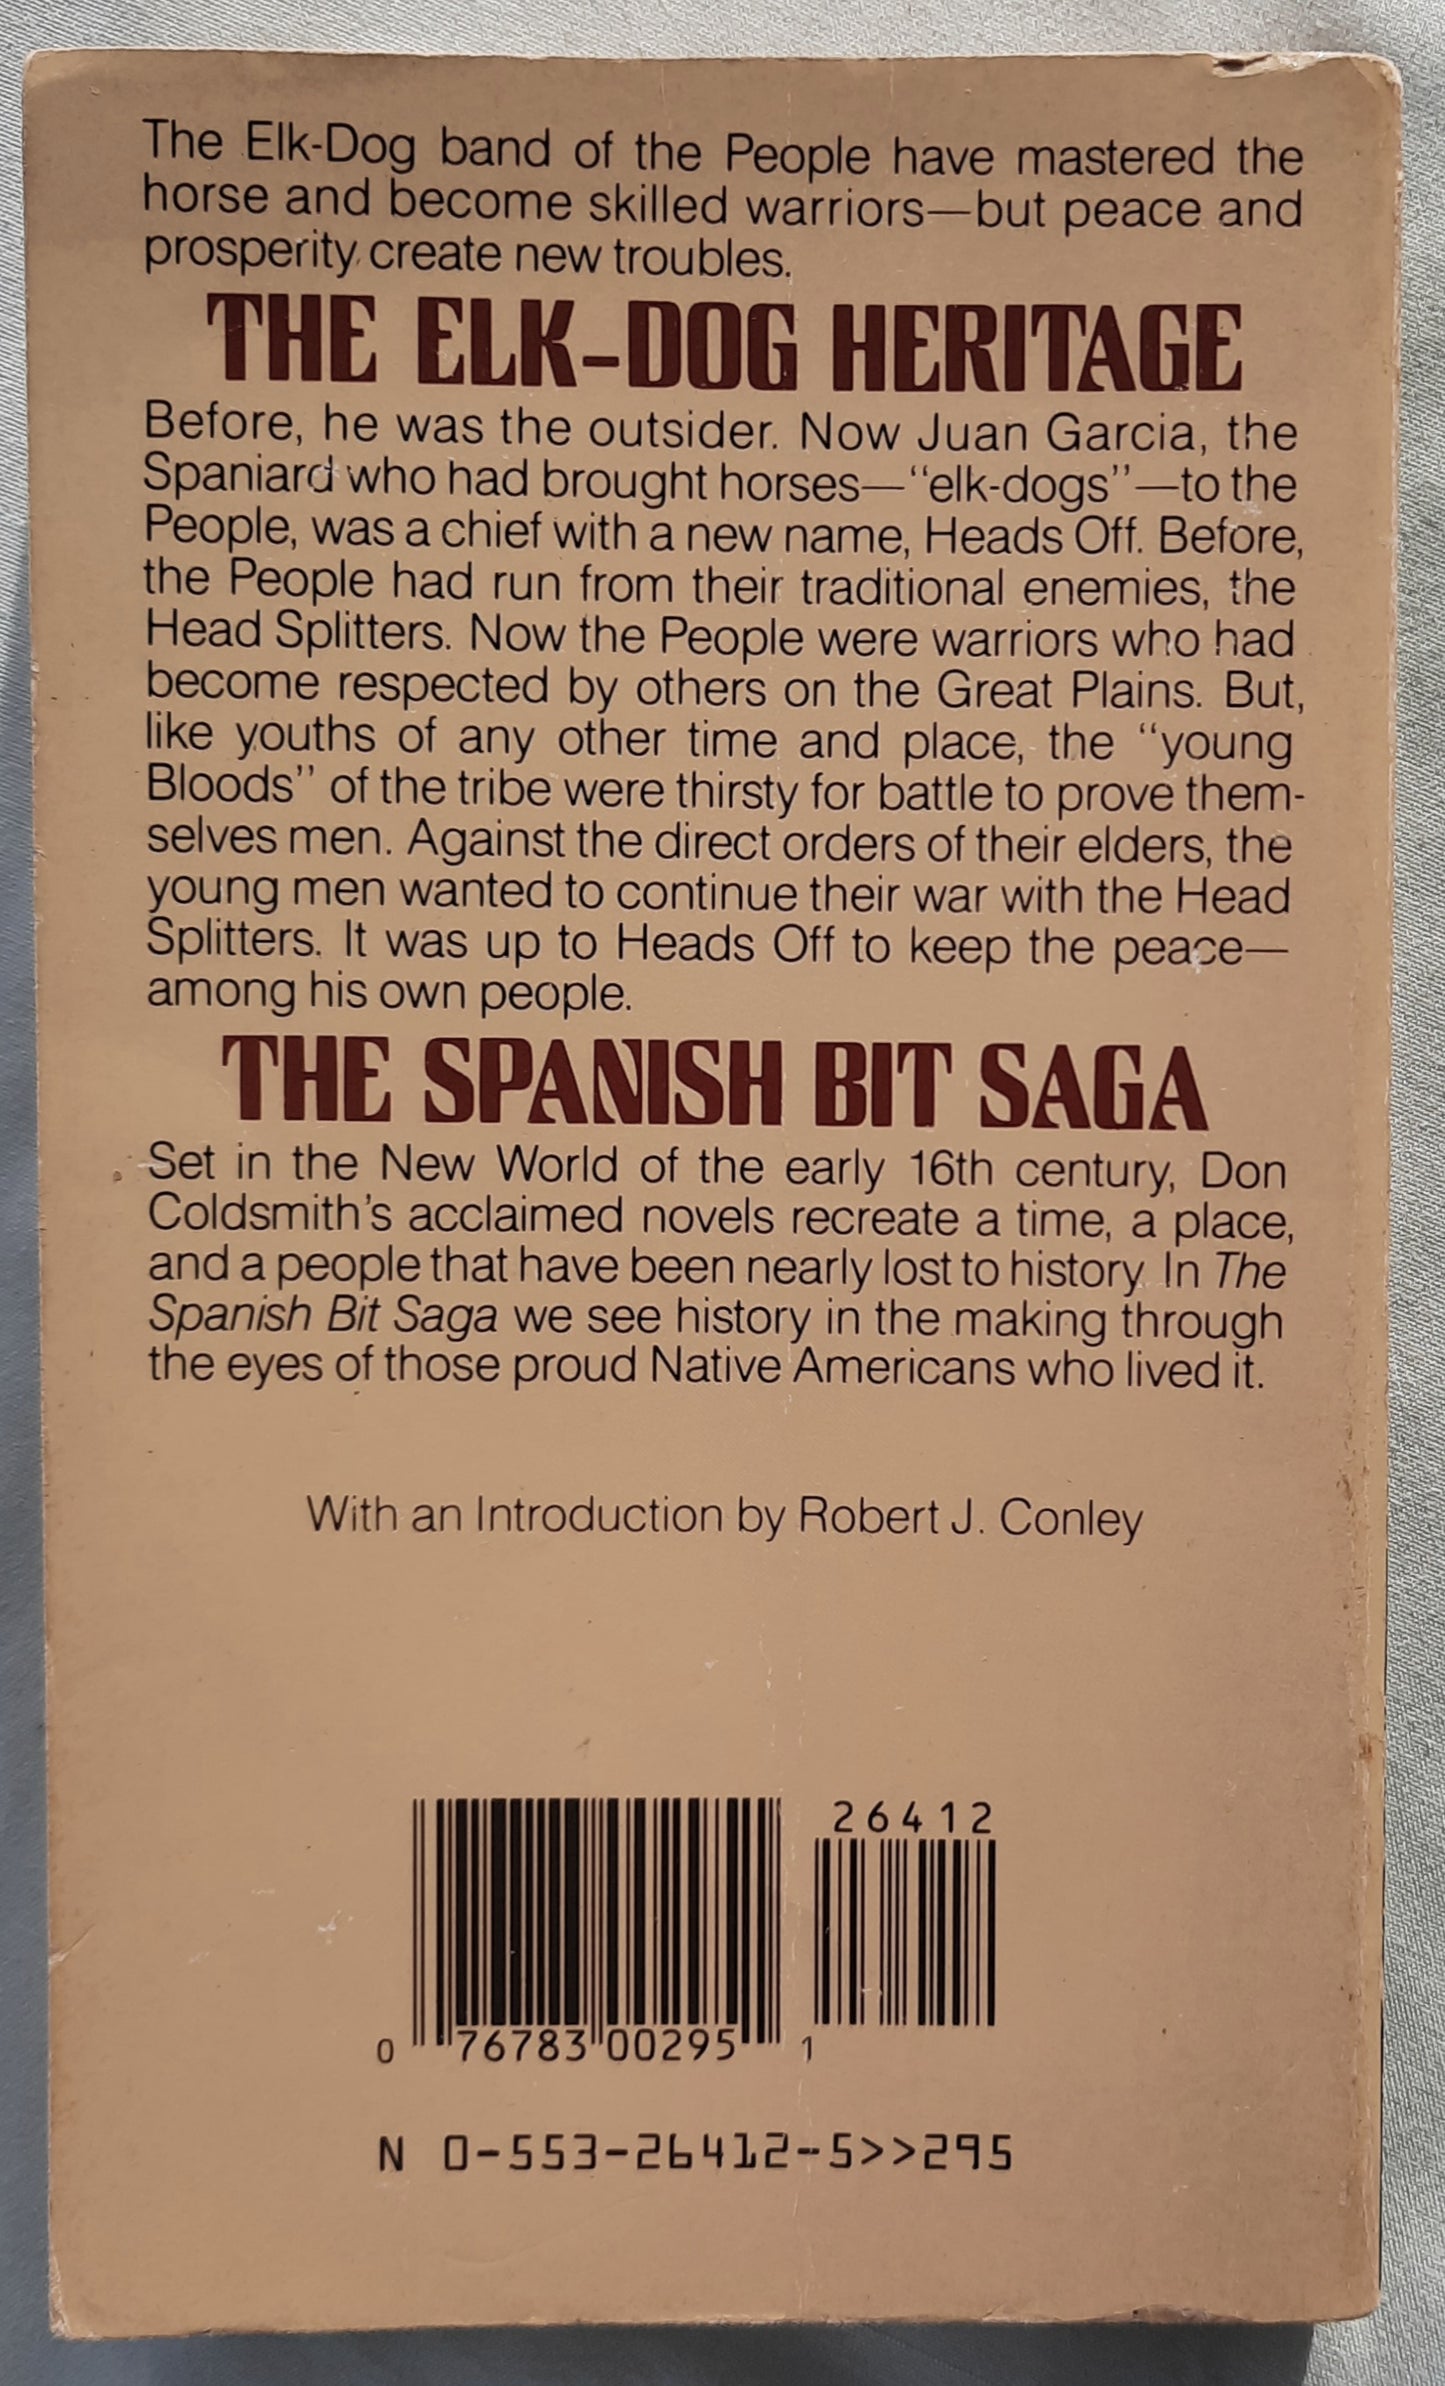 The Elk-Dog band of the People have mastered the
horse and become skilled warriors—but peace and
prosperity create new troubles.
THE ELK-DOG HERITAGE
Before, he was the outsider. Now Juan Garcia, the
Spaniard who had brought horses—"elk-dogs"—to the
People, was a chief with a new name, Heads Off. Before,
the People had run from their traditional enemies, the
Head Splitters. Now the People were warriors who had
become respected by others on the Great Plains. But,
like youths of any other time and place, the "young
Bloods" of the tribe were thirsty for battle to prove them-
selves men. Against the direct orders of their elders, the
young men wanted to continue their war with the Head
Splitters. It was up to Heads Off to keep the peace—
among his own people.
THE SPANISH BIT SAGA
Set in the New World of the early 16th century, Don
Coldsmith's acclaimed novels recreate a time, a place,
and a people that have been nearly lost to history. In The
Spanish Bit Saga we see history in the making through
the eyes of those proud Native Americans who lived it.
With an Introduction by Robert J. Conley
26412
0 76783 00295 1
N 0-553-26412-5>>295